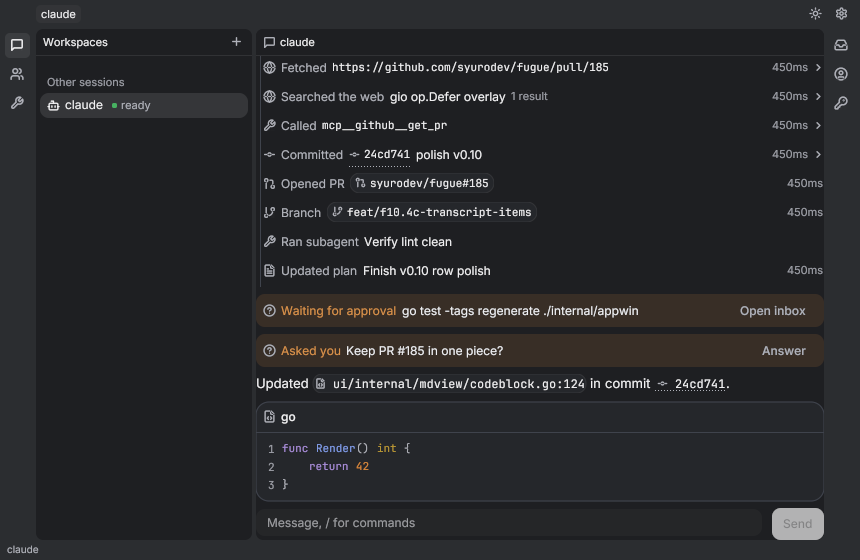 claude
Workspaces
Other sessions
claude ready
claude
Fetched https://github.com/syurodev/fugue/pull/185 450ms
Searched the web gio op.Defer overlay 1 result 450ms
Called mcp__github__get_pr 450ms
Committed 24cd741 polish v0.10 450ms
Opened PR syurodev/fugue#185 450ms
Branch feat/f10.4c-transcript-items 450ms
Ran subagent Verify lint clean
Updated plan Finish v0.10 row polish 450ms
Waiting for approval go test -tags regenerate ./internal/appwin Open inbox
Asked you Keep PR #185 in one piece? Answer
Updated ui/internal/mdview/codeblock.go:124 in commit 24cd741.
go
1 func Render() int {
2     return 42
3 }
Message, / for commands Send
claude